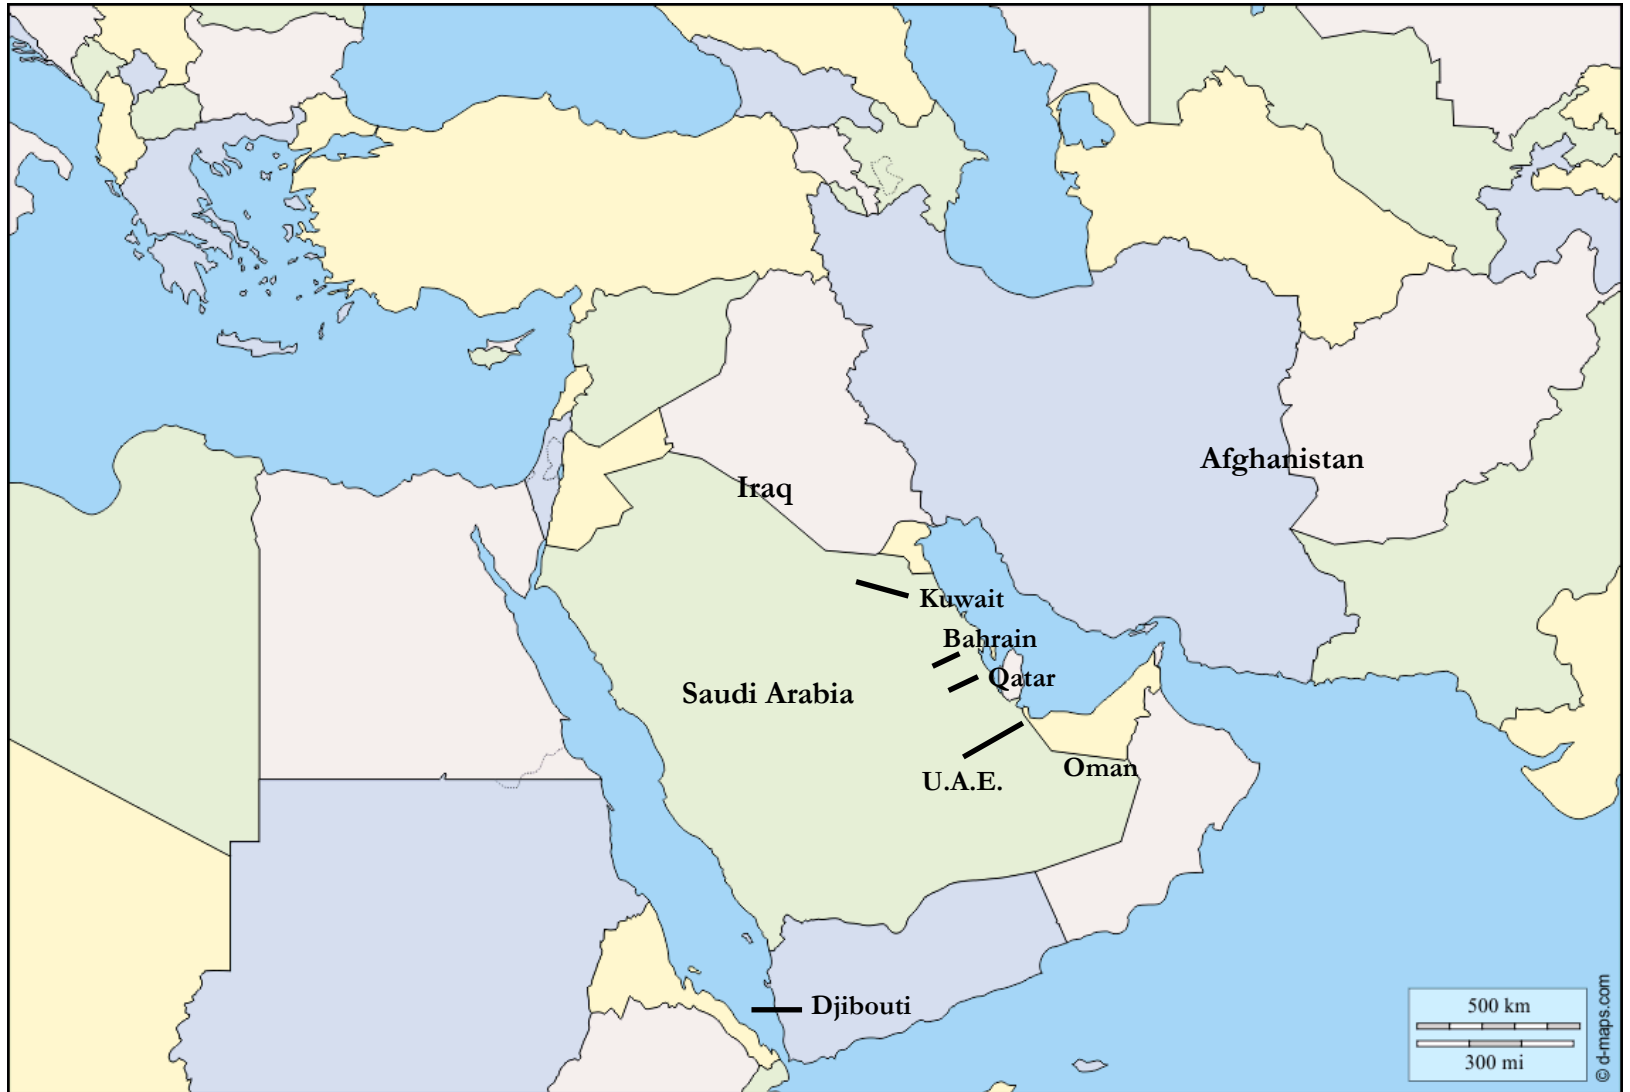 Afghanistan
Iraq
Kuwait
Bahrain
Qatar
Saudi Arabia
Oman
U.A.E.
Djibouti
500 km
300 mi
© d-maps.com